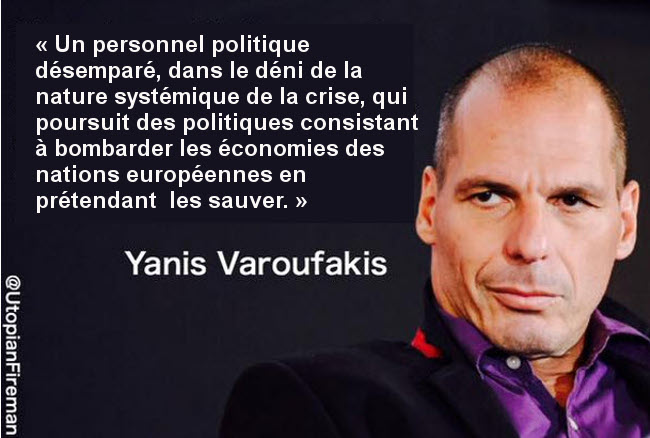 « Un personnel politique
désemparé, dans le déni de la
nature systémique de la crise, qui
poursuit des politiques consistant
à bombarder les économies des
nations européennes en
prétendant  les sauver. »
Yanis Varoufakis
@UtopianFireman